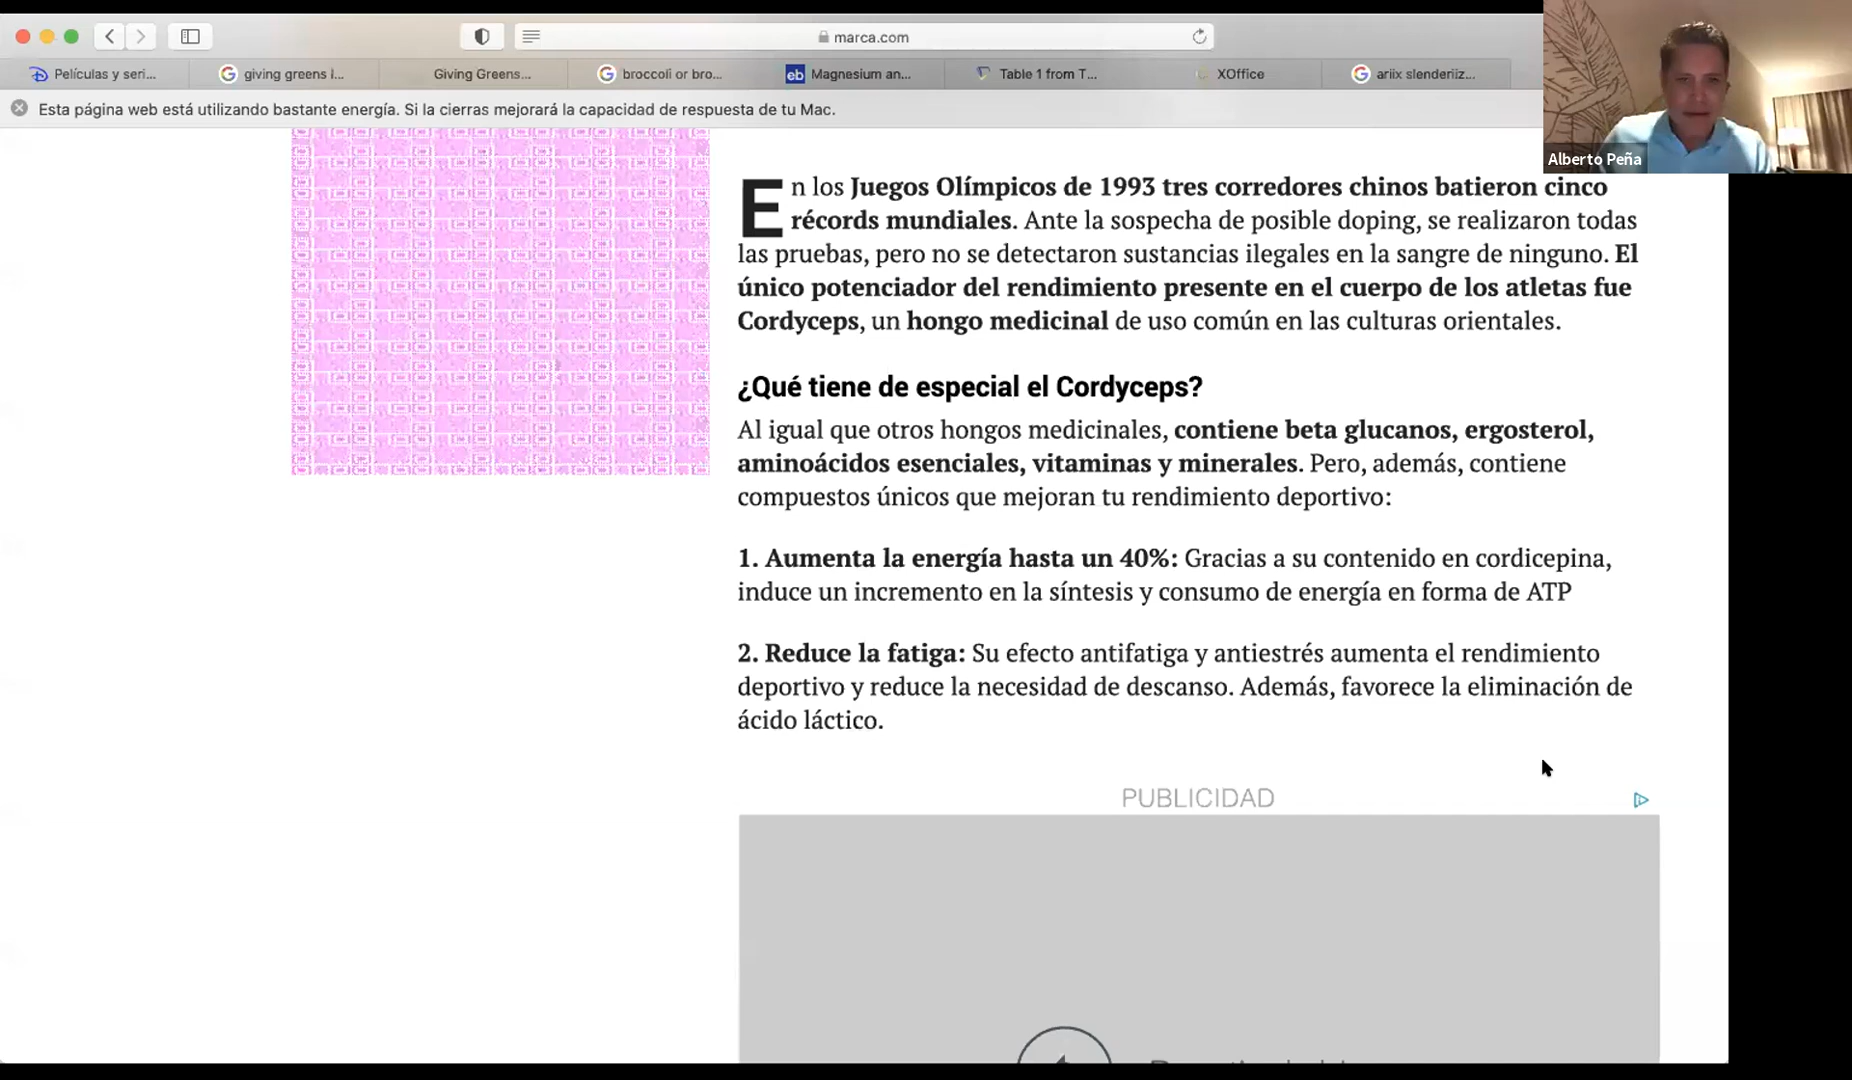 marca.com
Películas y seri...
giving greens i...
Giving Greens...
broccoli or bro...
eb Magnesium an...
Table 1 from T...
XOffice
ariix slenderiiz...
Esta página web está utilizando bastante energía. Si la cierras mejorará la capacidad de respuesta de tu Mac.
Alberto Peña
En los Juegos Olímpicos de 1993 tres corredores chinos batieron cinco
récords mundiales. Ante la sospecha de posible doping, se realizaron todas
las pruebas, pero no se detectaron sustancias ilegales en la sangre de ninguno. El
único potenciador del rendimiento presente en el cuerpo de los atletas fue
Cordyceps, un hongo medicinal de uso común en las culturas orientales.
¿Qué tiene de especial el Cordyceps?
Al igual que otros hongos medicinales, contiene beta glucanos, ergosterol,
aminoácidos esenciales, vitaminas y minerales. Pero, además, contiene
compuestos únicos que mejoran tu rendimiento deportivo:
1. Aumenta la energía hasta un 40%: Gracias a su contenido en cordicepina,
induce un incremento en la síntesis y consumo de energía en forma de ATP
2. Reduce la fatiga: Su efecto antifatiga y antiestrés aumenta el rendimiento
deportivo y reduce la necesidad de descanso. Además, favorece la eliminación de
ácido láctico.
PUBLICIDAD